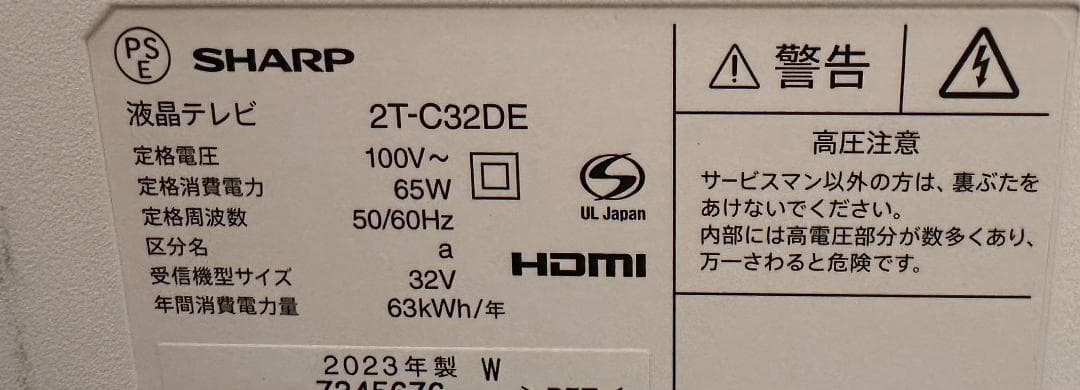 PS
E
SHARP
液晶テレビ 2T-C32DE
定格電圧 100V～
定格消費電力 65W
定格周波数 50/60Hz
区分名 a
受信機型サイズ 32V
年間消費電力量 63kWh/年
UL Japan
HDMI
2023年製 W
警告
高圧注意
サービスマン以外の方は、裏ぶたを
あけないでください。
内部には高電圧部分が数多くあり、
万一さわると危険です。